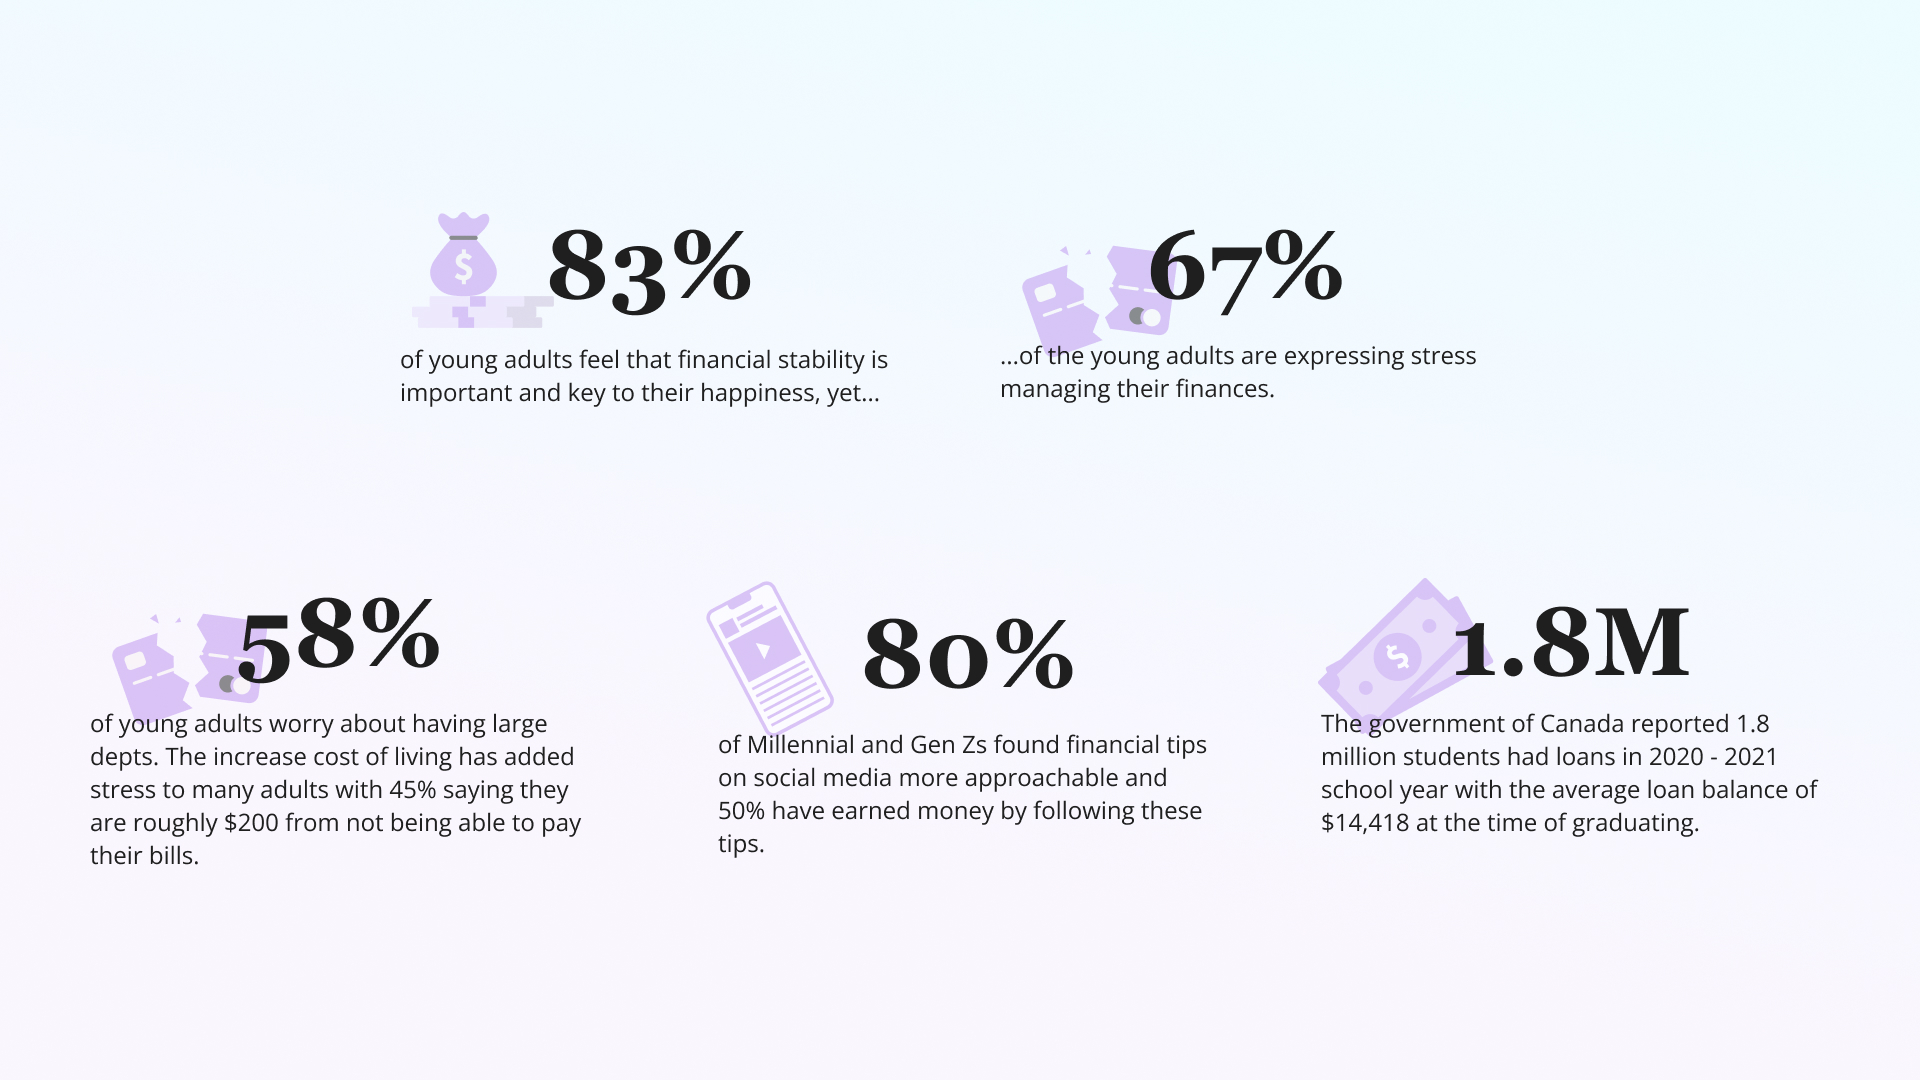 83%
of young adults feel that financial stability is
important and key to their happiness, yet...
67%
...of the young adults are expressing stress
managing their finances.
58%
of young adults worry about having large
depts. The increase cost of living has added
stress to many adults with 45% saying they
are roughly $200 from not being able to pay
their bills.
80%
of Millennial and Gen Zs found financial tips
on social media more approachable and
50% have earned money by following these
tips.
1.8M
The government of Canada reported 1.8
million students had loans in 2020 - 2021
school year with the average loan balance of
$14,418 at the time of graduating.